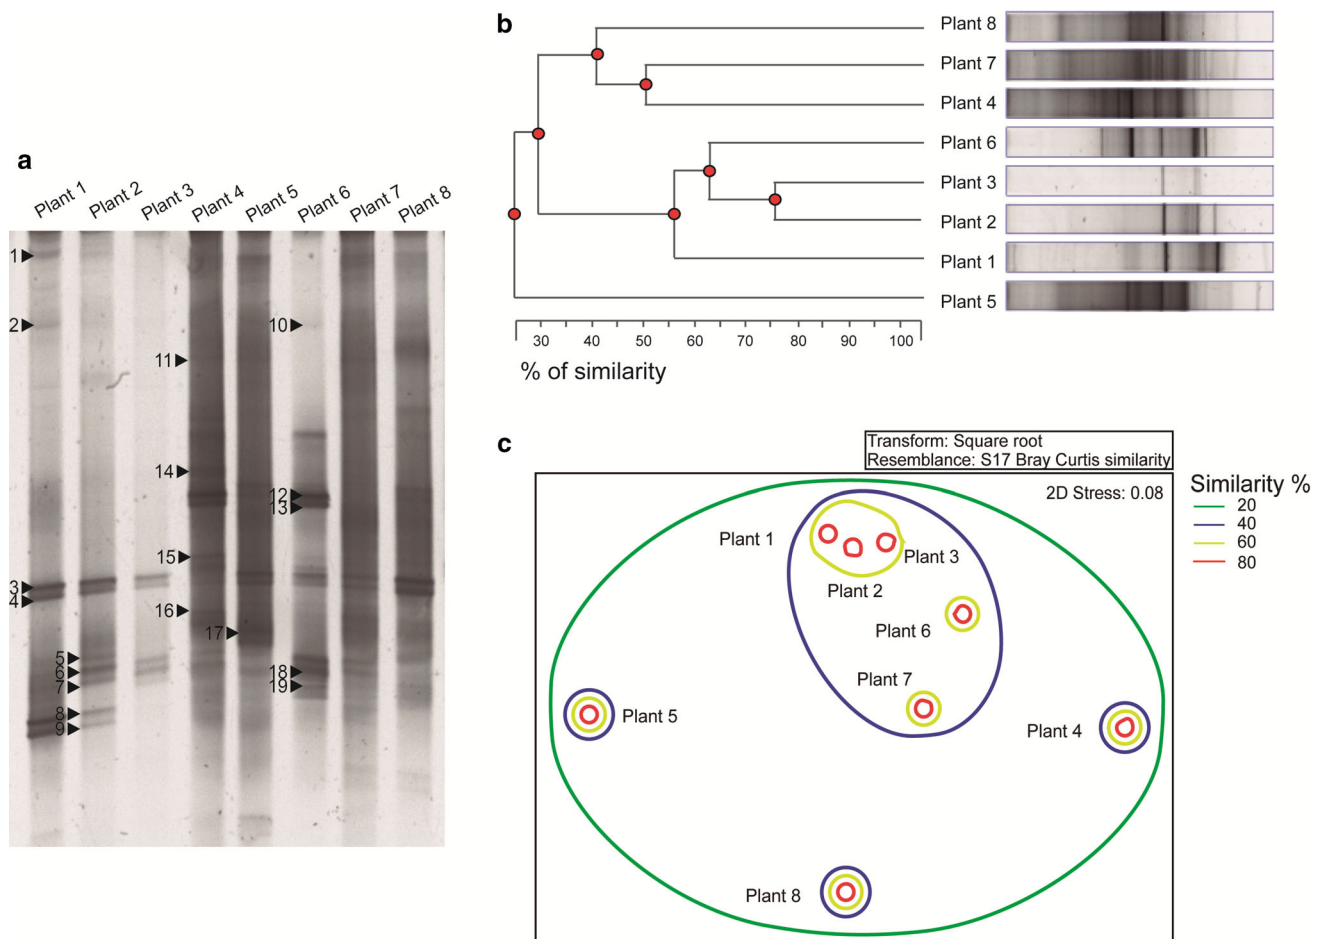 a
Plant 1 Plant 2 Plant 3 Plant 4 Plant 5 Plant 6 Plant 7 Plant 8
1
2
10
11
14
12
13
15
3
4
16
17
5
6
18
7
19
8
9
b
Plant 8
Plant 7
Plant 4
Plant 6
Plant 3
Plant 2
Plant 1
Plant 5
30 40 50 60 70 80 90 100
% of similarity
c
Transform: Square root
Resemblance: S17 Bray Curtis similarity
2D Stress: 0.08
Similarity %
20
40
60
80
Plant 1
Plant 3
Plant 2
Plant 6
Plant 7
Plant 5
Plant 4
Plant 8